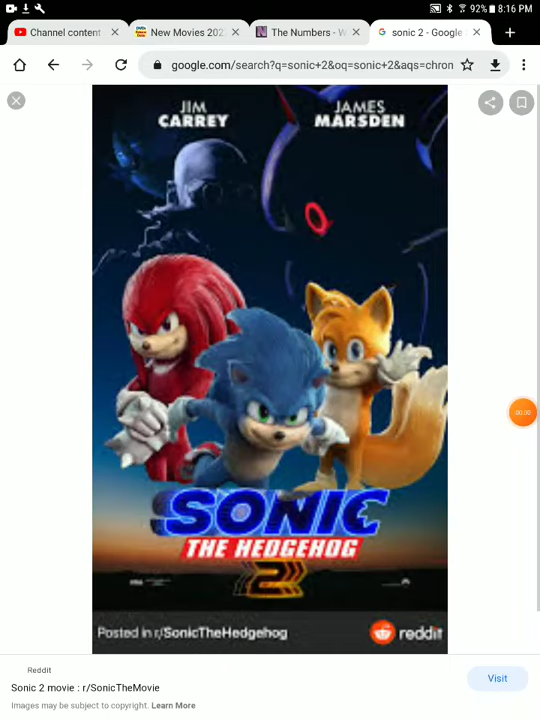 92% 8:16 PM
Channel content
New Movies 202
The Numbers - W
sonic 2 - Google
google.com/search?q=sonic+2&oq=sonic+2&aqs=chron
JIM
CARREY
JAMES
MARSDEN
SONIC
THE HEDGEHOG
2
Posted in r/SonicTheHedgehog
reddit
00:00
Reddit
Sonic 2 movie : r/SonicTheMovie
Visit
Images may be subject to copyright. Learn More